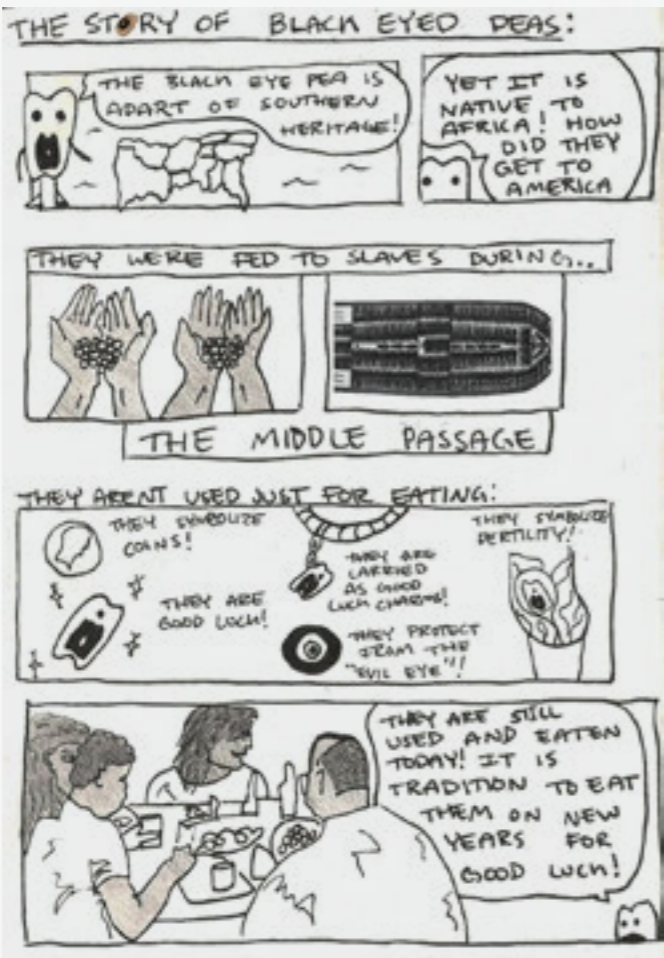 THE STORY OF BLACK EYED PEAS:
THE BLACK EYE PEA IS
APART OF SOUTHERN
HERITAGE!
YET IT IS
NATIVE TO
AFRICA! HOW
DID THEY
GET TO
AMERICA
THEY WERE FED TO SLAVES DURING...
THE MIDDLE PASSAGE
THEY ARENT USED JUST FOR EATING:
THEY SYMBOLIZE
COINS!
THEY ARE
GOOD LUCK!
THEY ARE
CARRIED
AS GOOD
LUCK CHARMS!
THEY PROTECT
FROM THE
"EVIL EYE"!
THEY SYMBOLIZE
FERTILITY!
THEY ARE STILL
USED AND EATEN
TODAY! IT IS
TRADITION TO EAT
THEM ON NEW
YEARS FOR
GOOD LUCK!